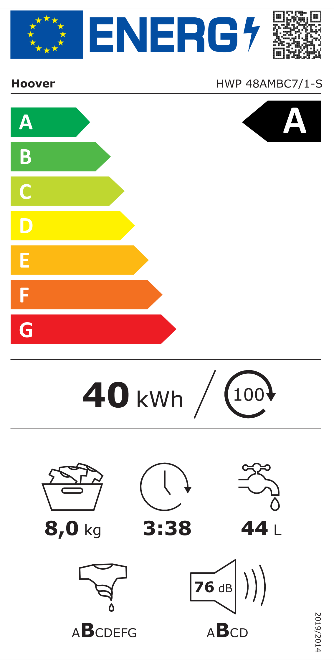 ENERG
Hoover HWP 48AMBC7/1-S
A A
B
C
D
E
F
G
40 kWh / 100
8,0 kg 3:38 44 L
76 dB
ABCDEFG ABCD
2019/2014